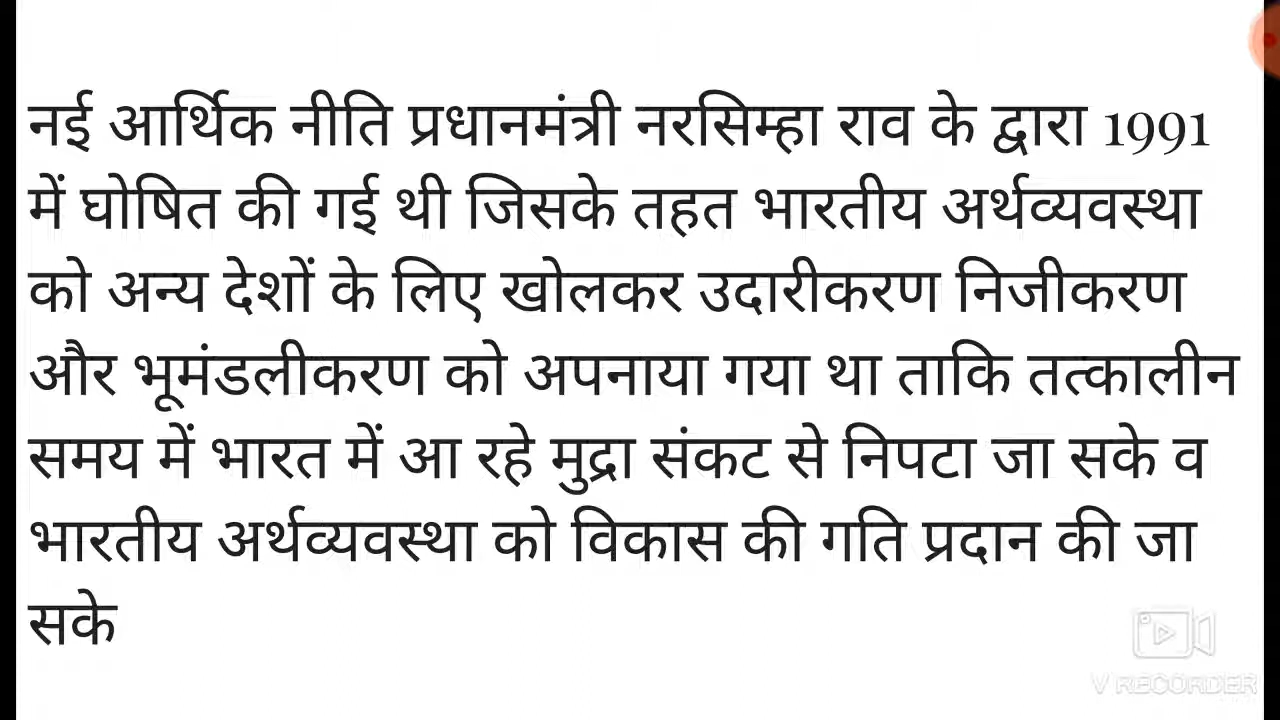 नई आर्थिक नीति प्रधानमंत्री नरसिम्हा राव के द्वारा 1991
में घोषित की गई थी जिसके तहत भारतीय अर्थव्यवस्था
को अन्य देशों के लिए खोलकर उदारीकरण निजीकरण
और भूमंडलीकरण को अपनाया गया था ताकि तत्कालीन
समय में भारत में आ रहे मुद्रा संकट से निपटा जा सके व
भारतीय अर्थव्यवस्था को विकास की गति प्रदान की जा
सके
V RECORDER